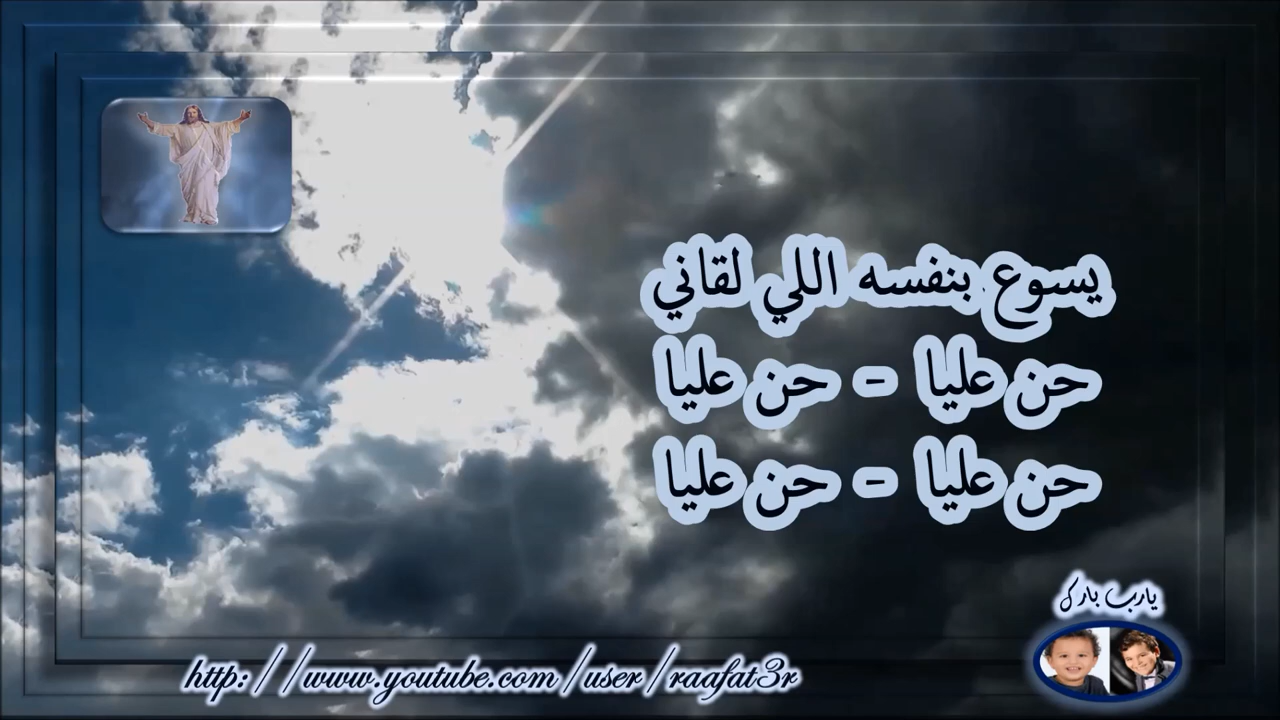 يسوع بنفسه اللي لقاني
حن عليا - حن عليا
حن عليا - حن عليا
يارب بارك
http://www.youtube.com/user/raafat3r